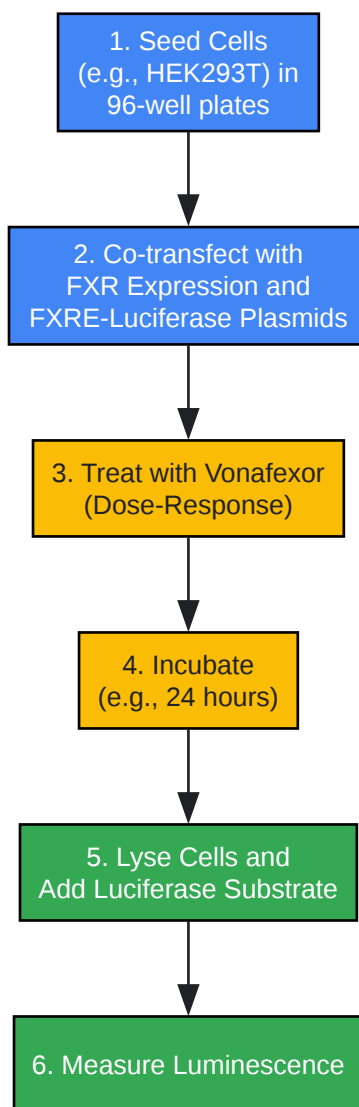 1. Seed Cells
(e.g., HEK293T) in
96-well plates
2. Co-transfect with
FXR Expression and
FXRE-Luciferase Plasmids
3. Treat with Vonafexor
(Dose-Response)
4. Incubate
(e.g., 24 hours)
5. Lyse Cells and
Add Luciferase Substrate
6. Measure Luminescence